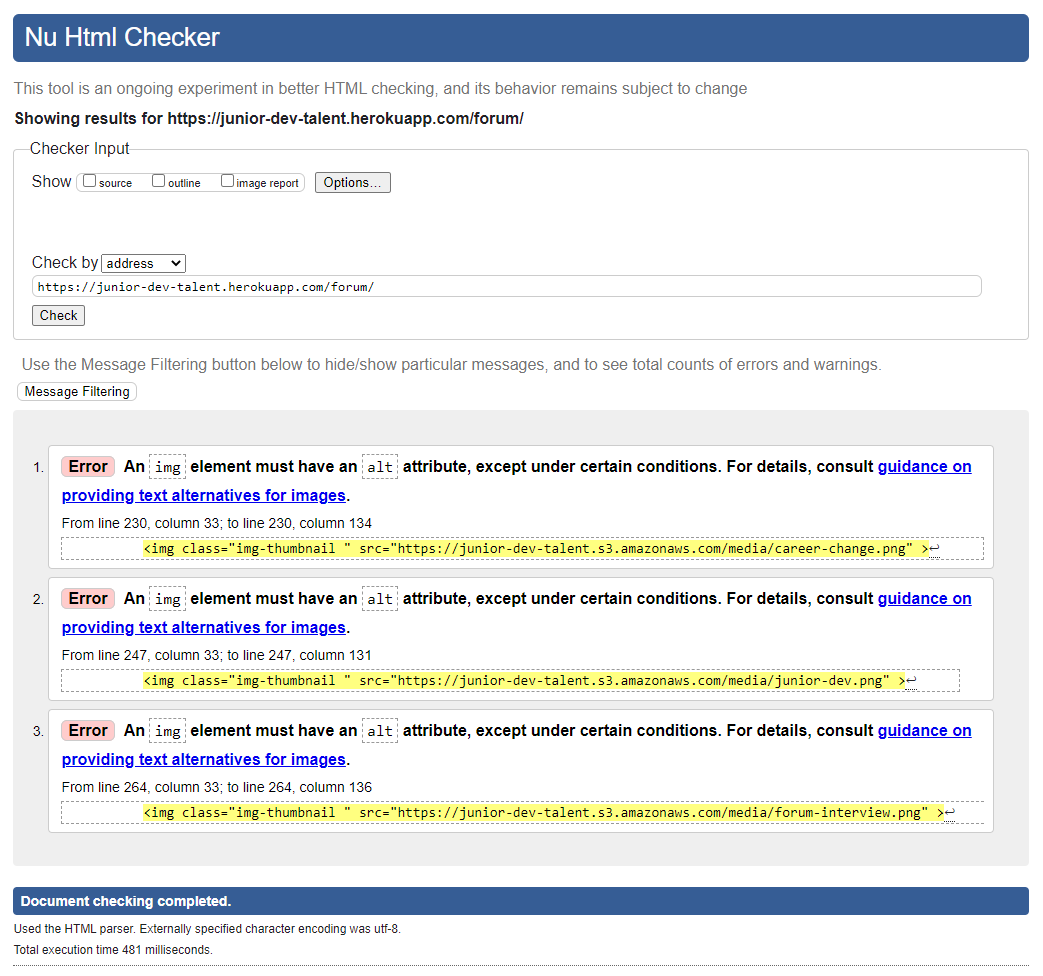 Nu Html Checker
This tool is an ongoing experiment in better HTML checking, and its behavior remains subject to change
Showing results for https://junior-dev-talent.herokuapp.com/forum/
Checker Input
Show source outline image report Options...
Check by address
https://junior-dev-talent.herokuapp.com/forum/
Check
Use the Message Filtering button below to hide/show particular messages, and to see total counts of errors and warnings.
Message Filtering
1. Error An img element must have an alt attribute, except under certain conditions. For details, consult guidance on
providing text alternatives for images.
From line 230, column 33; to line 230, column 134
<img class="img-thumbnail " src="https://junior-dev-talent.s3.amazonaws.com/media/career-change.png" >↩
2. Error An img element must have an alt attribute, except under certain conditions. For details, consult guidance on
providing text alternatives for images.
From line 247, column 33; to line 247, column 131
<img class="img-thumbnail " src="https://junior-dev-talent.s3.amazonaws.com/media/junior-dev.png" >↩
3. Error An img element must have an alt attribute, except under certain conditions. For details, consult guidance on
providing text alternatives for images.
From line 264, column 33; to line 264, column 136
<img class="img-thumbnail " src="https://junior-dev-talent.s3.amazonaws.com/media/forum-interview.png" >↩
Document checking completed.
Used the HTML parser. Externally specified character encoding was utf-8.
Total execution time 481 milliseconds.